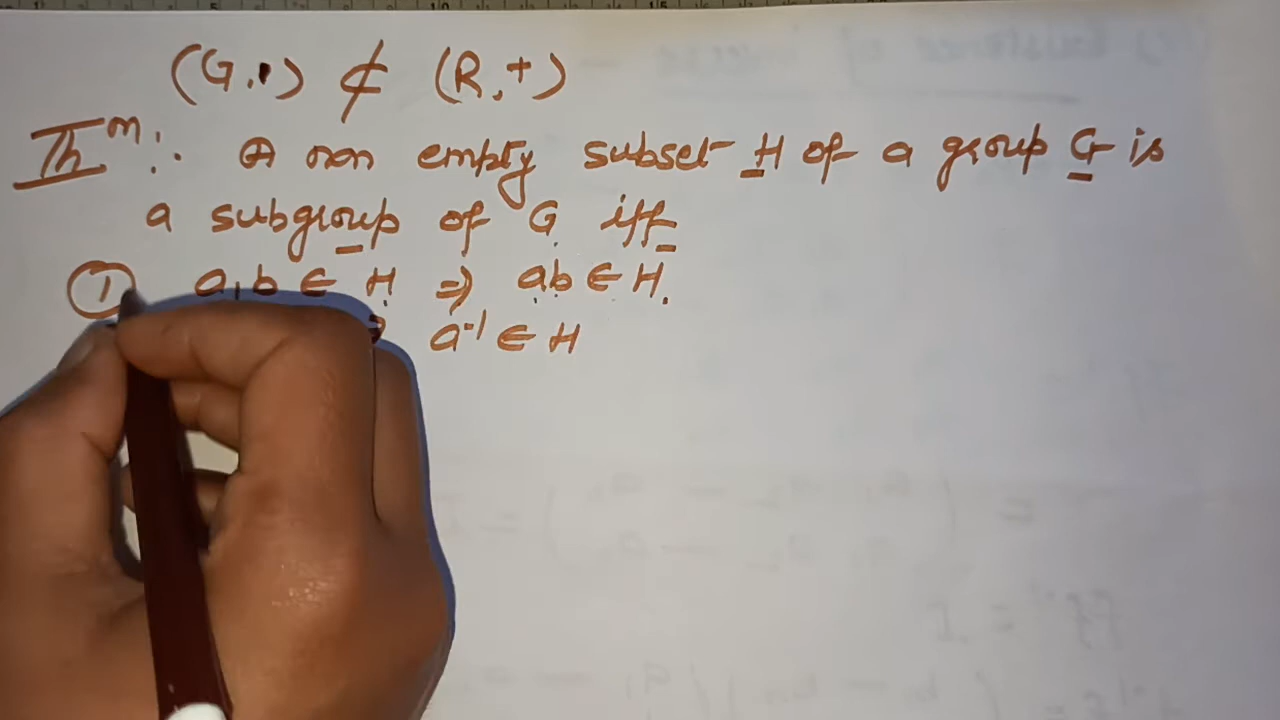 (G, ·) ⊄ (R, +)
Thm: A non empty subset H of a group G is
a subgroup of G iff
① a, b ∈ H ⇒ ab ∈ H.
a⁻¹ ∈ H